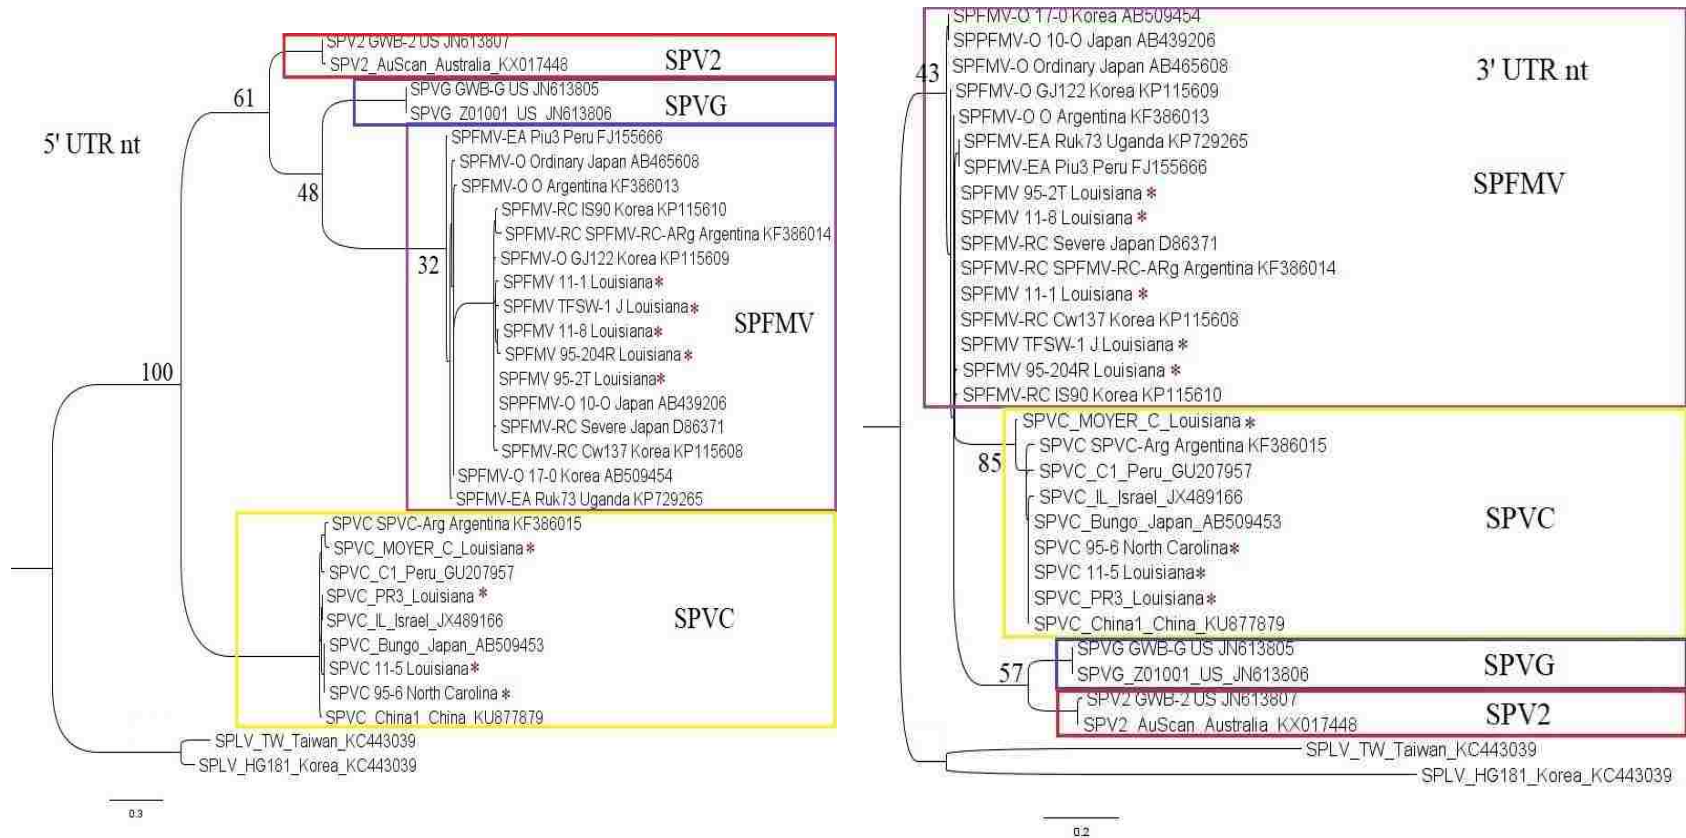 5' UTR nt
SPV2 GWB-2 US JN613807
SPV2_AuScan_Australia_KX017448
SPV2
61
SPVG GWB-G US JN613805
SPVG_Z01001_US_JN613806
SPVG
48
SPFMV-EA Piu3 Peru FJ155666
SPFMV-O Ordinary Japan AB465608
SPFMV-O O Argentina KF386013
SPFMV-RC IS90 Korea KP115610
SPFMV-RC SPFMV-RC-ARg Argentina KF386014
SPFMV-O GJ122 Korea KP115609
32
SPFMV 11-1 Louisiana*
SPFMV TFSW-1 J Louisiana*
SPFMV 11-8 Louisiana*
SPFMV
SPFMV 95-204R Louisiana*
100
SPFMV 95-2T Louisiana*
SPPFMV-O 10-O Japan AB439206
SPFMV-RC Severe Japan D86371
SPFMV-RC Cw137 Korea KP115608
SPFMV-O 17-0 Korea AB509454
SPFMV-EA Ruk73 Uganda KP729265
SPVC SPVC-Arg Argentina KF386015
SPVC_MOYER_C_Louisiana*
SPVC_C1_Peru_GU207957
SPVC_PR3_Louisiana*
SPVC_IL_Israel_JX489166
SPVC
SPVC_Bungo_Japan_AB509453
SPVC 11-5 Louisiana*
SPVC 95-6 North Carolina*
SPVC_China1_China_KU877879
SPLV_TW_Taiwan_KC443039
SPLV_HG181_Korea_KC443039
0.3
SPFMV-O 17-0 Korea AB509454
SPPFMV-O 10-O Japan AB439206
SPFMV-O Ordinary Japan AB465608
3' UTR nt
43
SPFMV-O GJ122 Korea KP115609
SPFMV-O O Argentina KF386013
SPFMV-EA Ruk73 Uganda KP729265
SPFMV-EA Piu3 Peru FJ155666
SPFMV
SPFMV 95-2T Louisiana*
SPFMV 11-8 Louisiana*
SPFMV-RC Severe Japan D86371
SPFMV-RC SPFMV-RC-ARg Argentina KF386014
SPFMV 11-1 Louisiana*
SPFMV-RC Cw137 Korea KP115608
SPFMV TFSW-1 J Louisiana*
SPFMV 95-204R Louisiana*
SPFMV-RC IS90 Korea KP115610
SPVC_MOYER_C_Louisiana*
SPVC SPVC-Arg Argentina KF386015
85
SPVC_C1_Peru_GU207957
SPVC_IL_Israel_JX489166
SPVC_Bungo_Japan_AB509453
SPVC
SPVC 95-6 North Carolina*
SPVC 11-5 Louisiana*
SPVC_PR3_Louisiana*
SPVC_China1_China_KU877879
SPVG GWB-G US JN613805
SPVG_Z01001_US_JN613806
SPVG
57
SPV2 GWB-2 US JN613807
SPV2_AuScan_Australia_KX017448
SPV2
SPLV_TW_Taiwan_KC443039
SPLV_HG181_Korea_KC443039
0.2